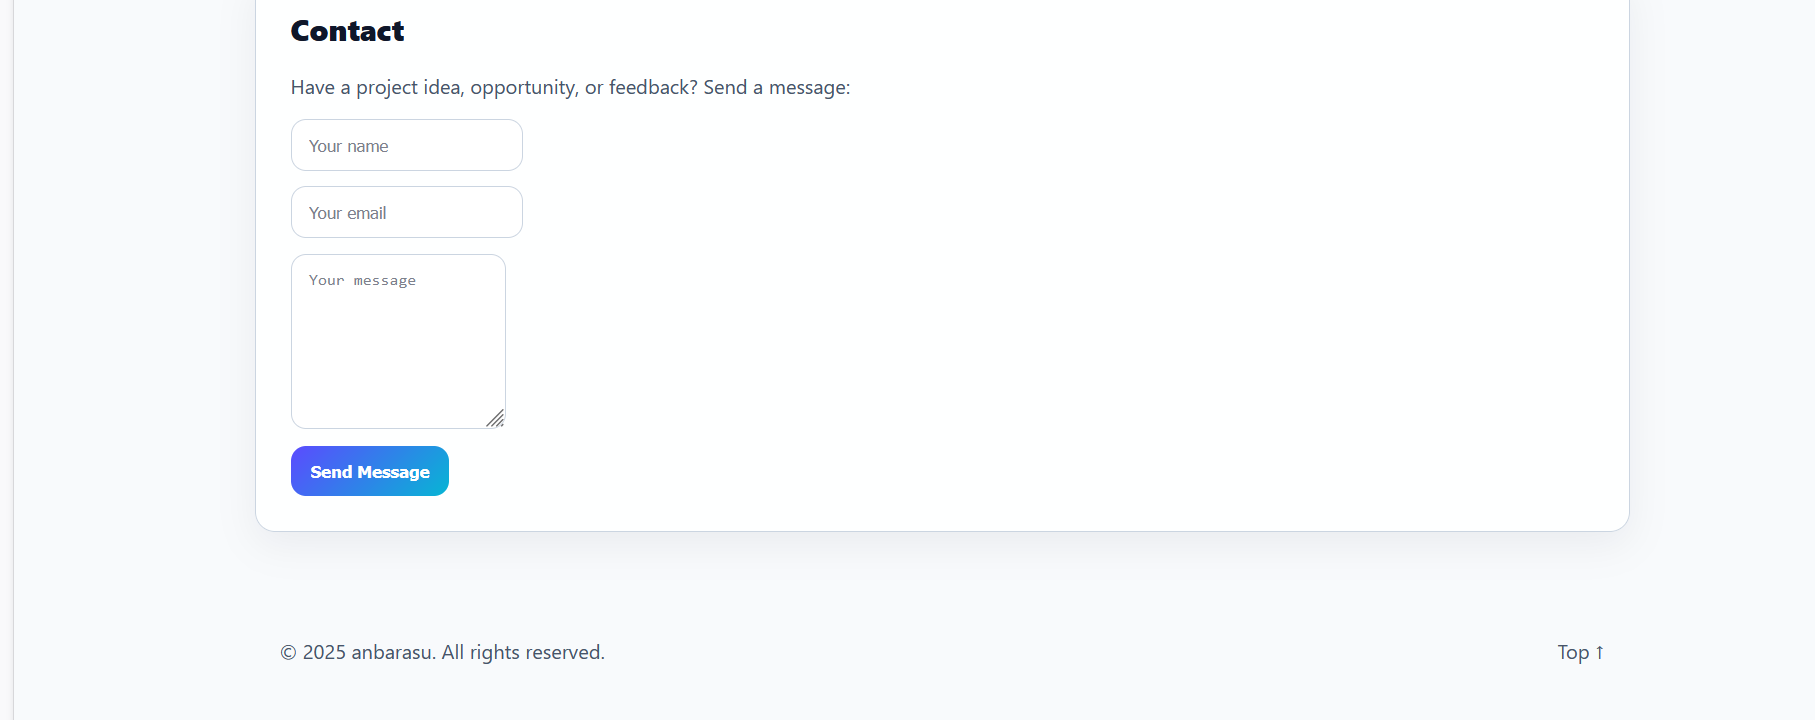 Contact
Have a project idea, opportunity, or feedback? Send a message:
Your name
Your email
Your message
Send Message
© 2025 anbarasu. All rights reserved.
Top ↑